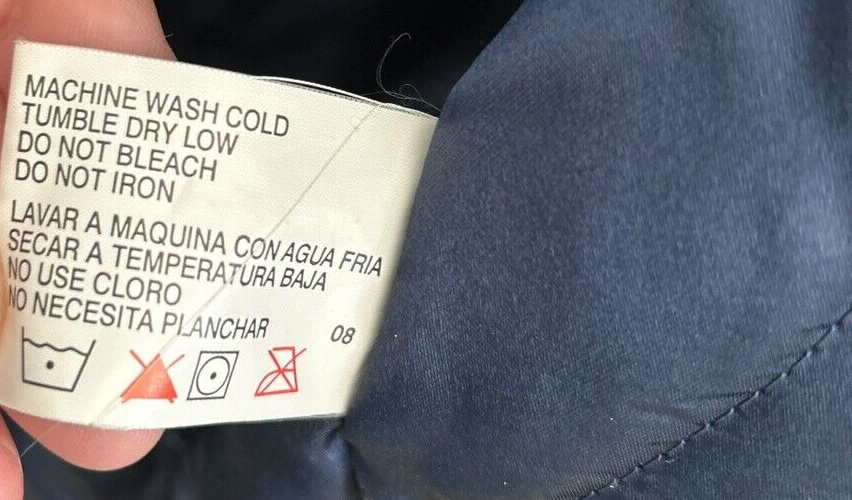 MACHINE WASH COLD
TUMBLE DRY LOW
DO NOT BLEACH
DO NOT IRON
LAVAR A MAQUINA CON AGUA FRIA
SECAR A TEMPERATURA BAJA
NO USE CLORO
NO NECESITA PLANCHAR
08